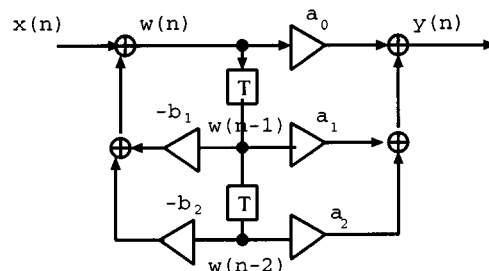 x(n) w(n) a₀ y(n)
T
-b₁ w(n-1) a₁
T
-b₂ a₂
w(n-2)